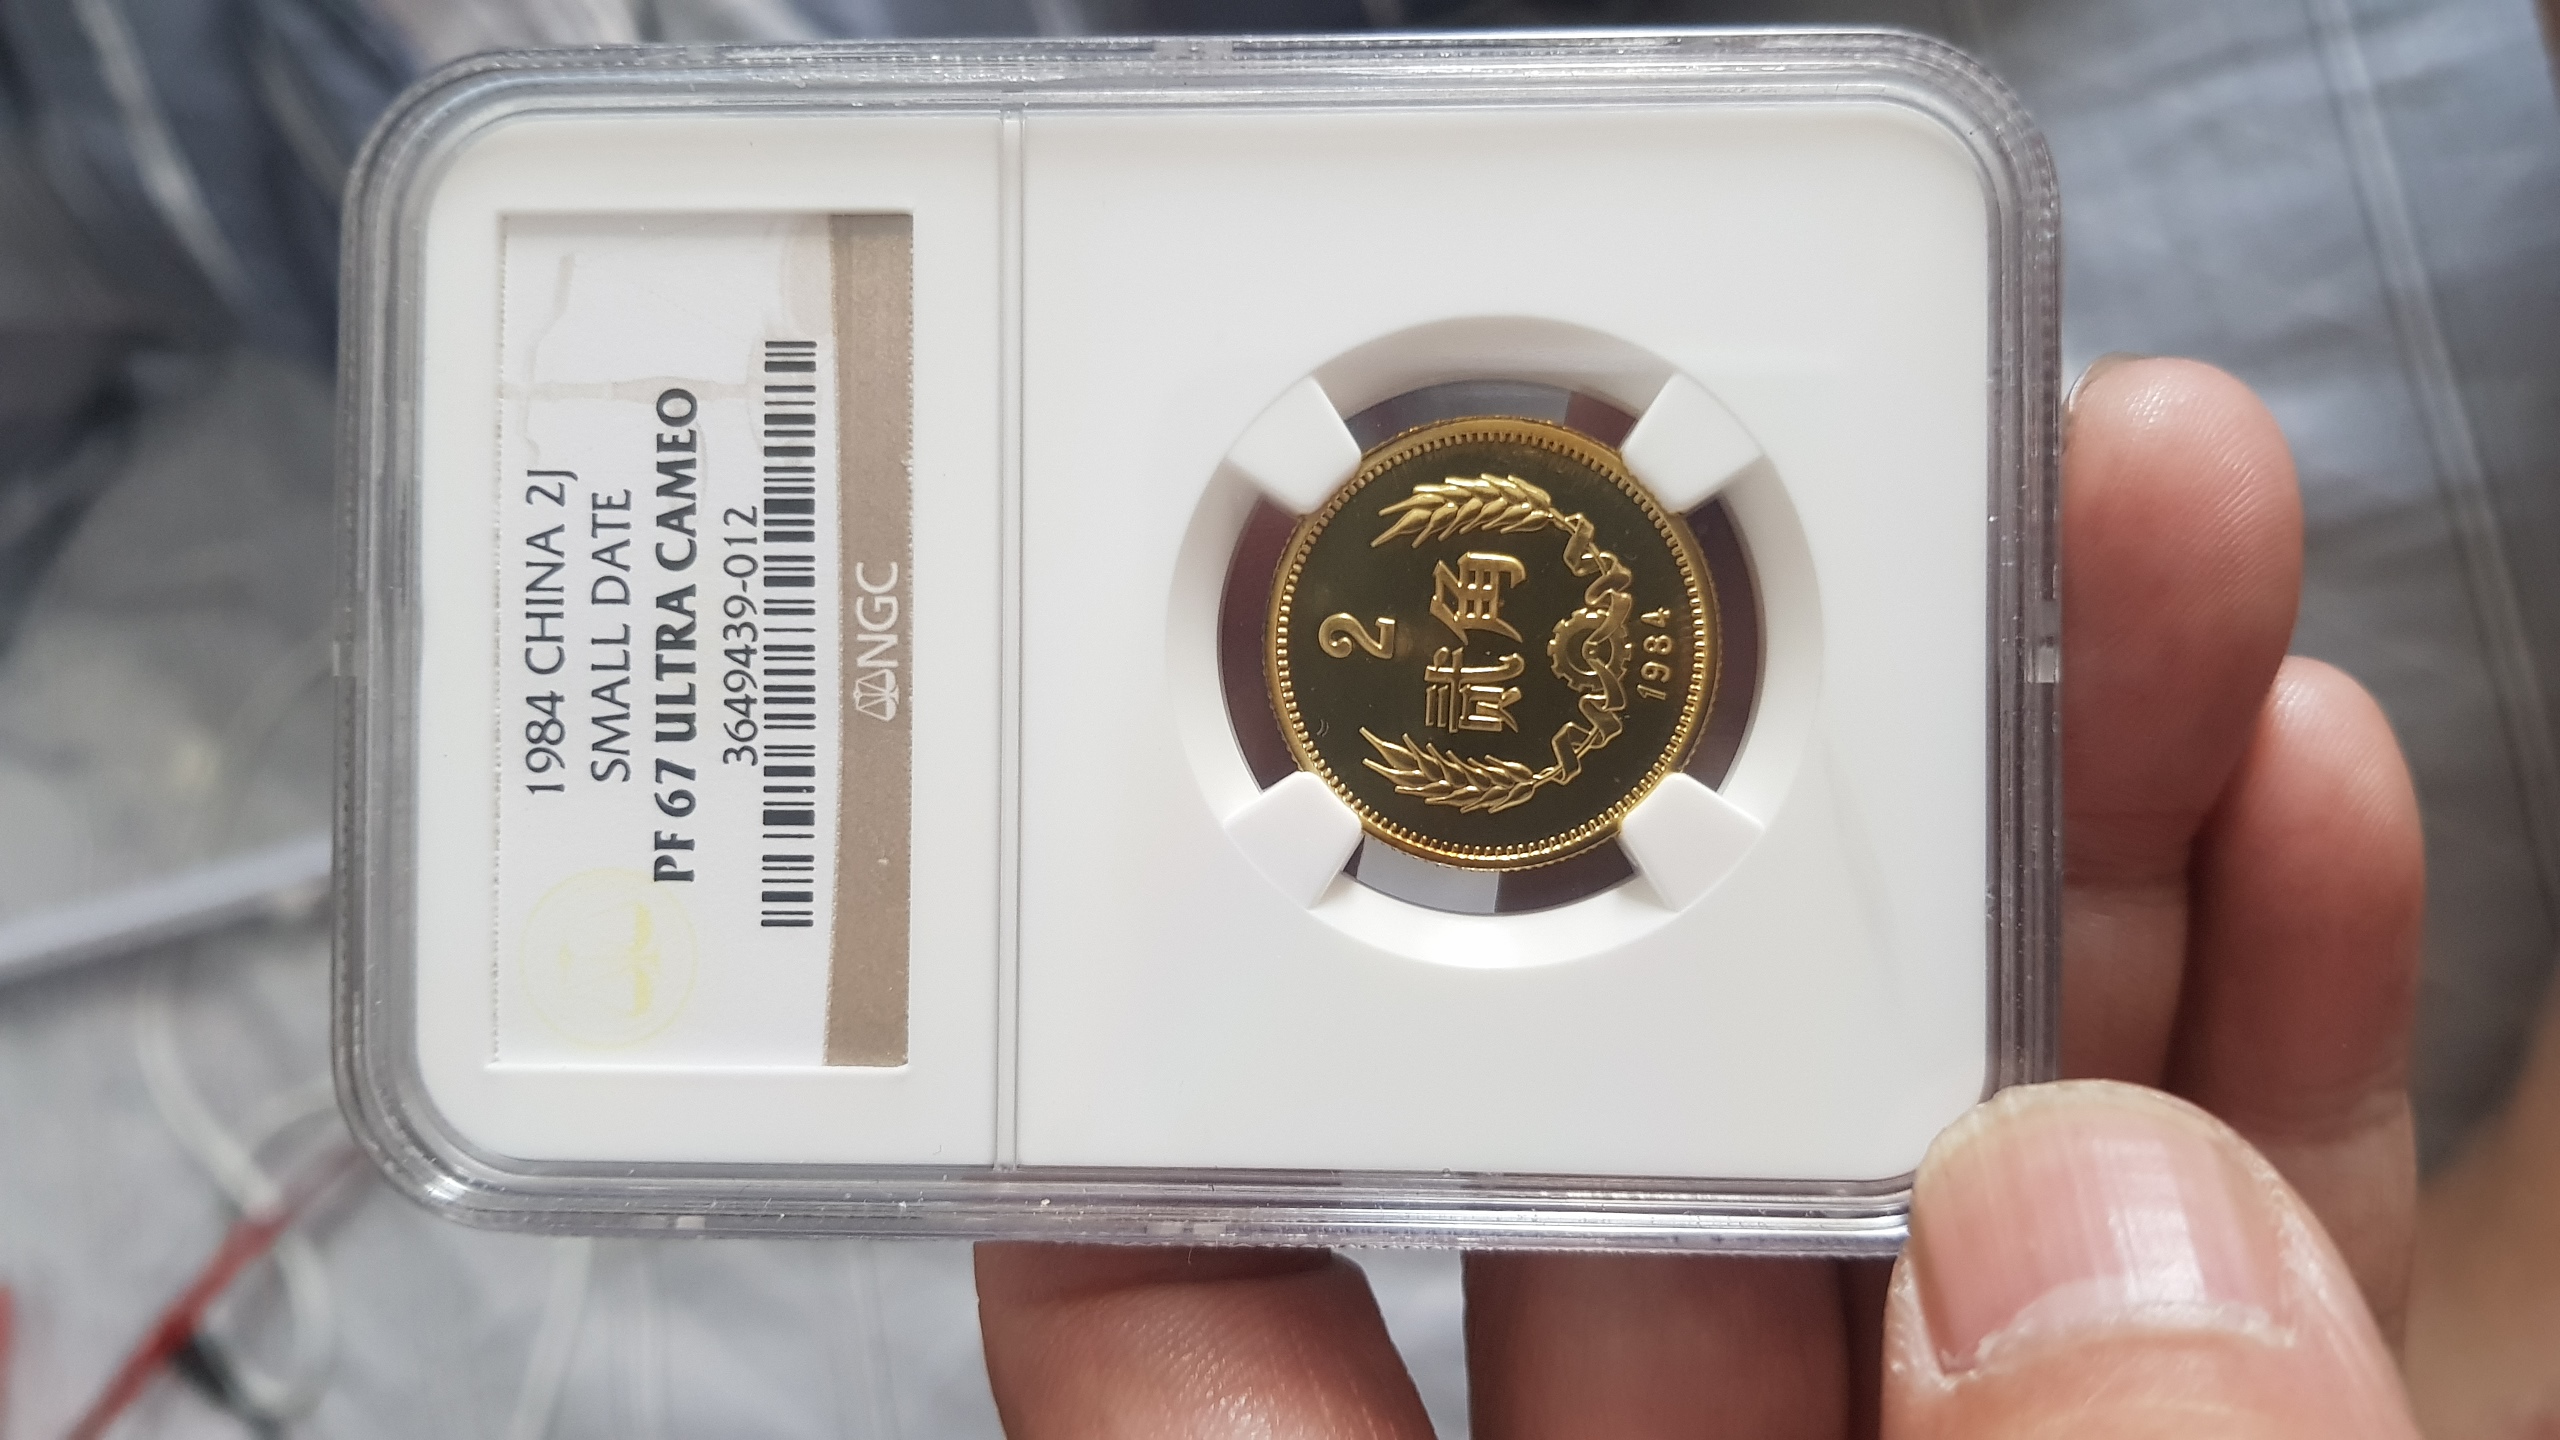 1984 CHINA 2J
SMALL DATE
PF 67 ULTRA CAMEO
3649439-012
NGC
2
贰角
1984